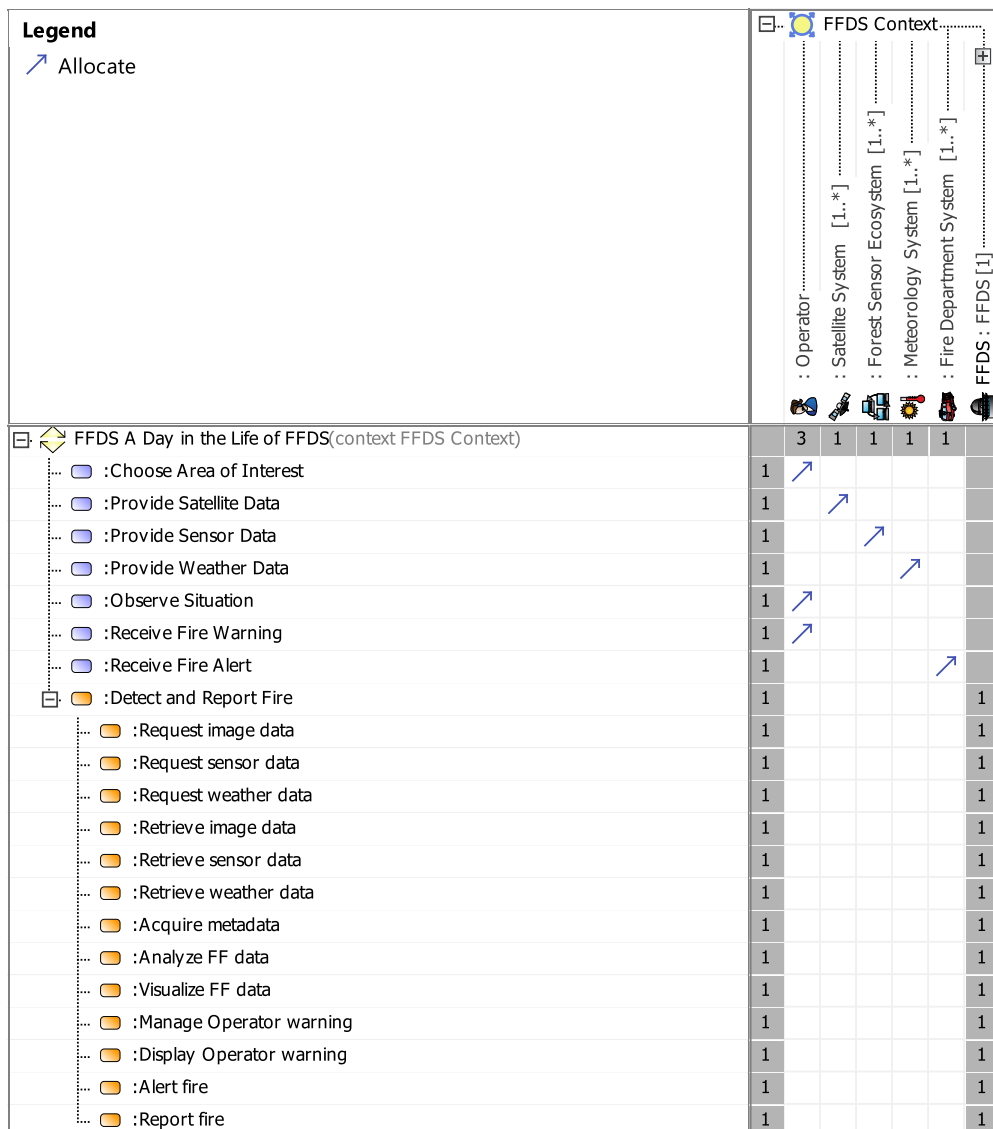 Legend
Allocate
FFDS Context
: Operator
: Satellite System [1..*]
: Forest Sensor Ecosystem [1..*]
: Meteorology System [1..*]
: Fire Department System [1..*]
FFDS : FFDS [1]
FFDS A Day in the Life of FFDS(context FFDS Context) 3 1 1 1 1
:Choose Area of Interest 1
:Provide Satellite Data 1
:Provide Sensor Data 1
:Provide Weather Data 1
:Observe Situation 1
:Receive Fire Warning 1
:Receive Fire Alert 1
:Detect and Report Fire 1 1
:Request image data 1 1
:Request sensor data 1 1
:Request weather data 1 1
:Retrieve image data 1 1
:Retrieve sensor data 1 1
:Retrieve weather data 1 1
:Acquire metadata 1 1
:Analyze FF data 1 1
:Visualize FF data 1 1
:Manage Operator warning 1 1
:Display Operator warning 1 1
:Alert fire 1 1
:Report fire 1 1